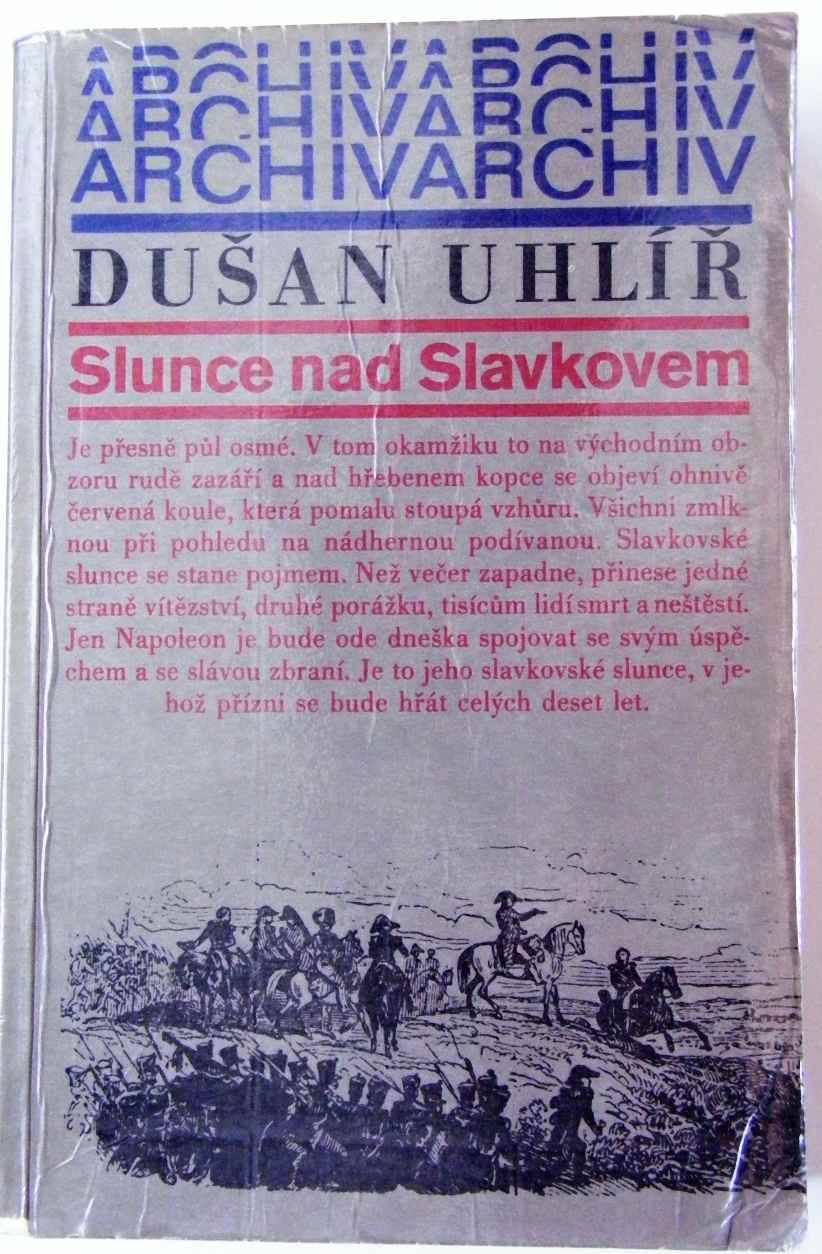 ARCHIVARCHIV
ARCHIVARCHIV
ARCHIVARCHIV
DUŠAN UHLÍŘ
Slunce nad Slavkovem
Je přesně půl osmé. V tom okamžiku to na východním ob-
zoru rudě zazáří a nad hřebenem kopce se objeví ohnivě
červená koule, která pomalu stoupá vzhůru. Všichni zmlk-
nou při pohledu na nádhernou podívanou. Slavkovské
slunce se stane pojmem. Než večer zapadne, přinese jedné
straně vítězství, druhé porážku, tisícům lidí smrt a neštěstí.
Jen Napoleon je bude ode dneška spojovat se svým úspě-
chem a se slávou zbraní. Je to jeho slavkovské slunce, v je-
hož přízni se bude hřát celých deset let.